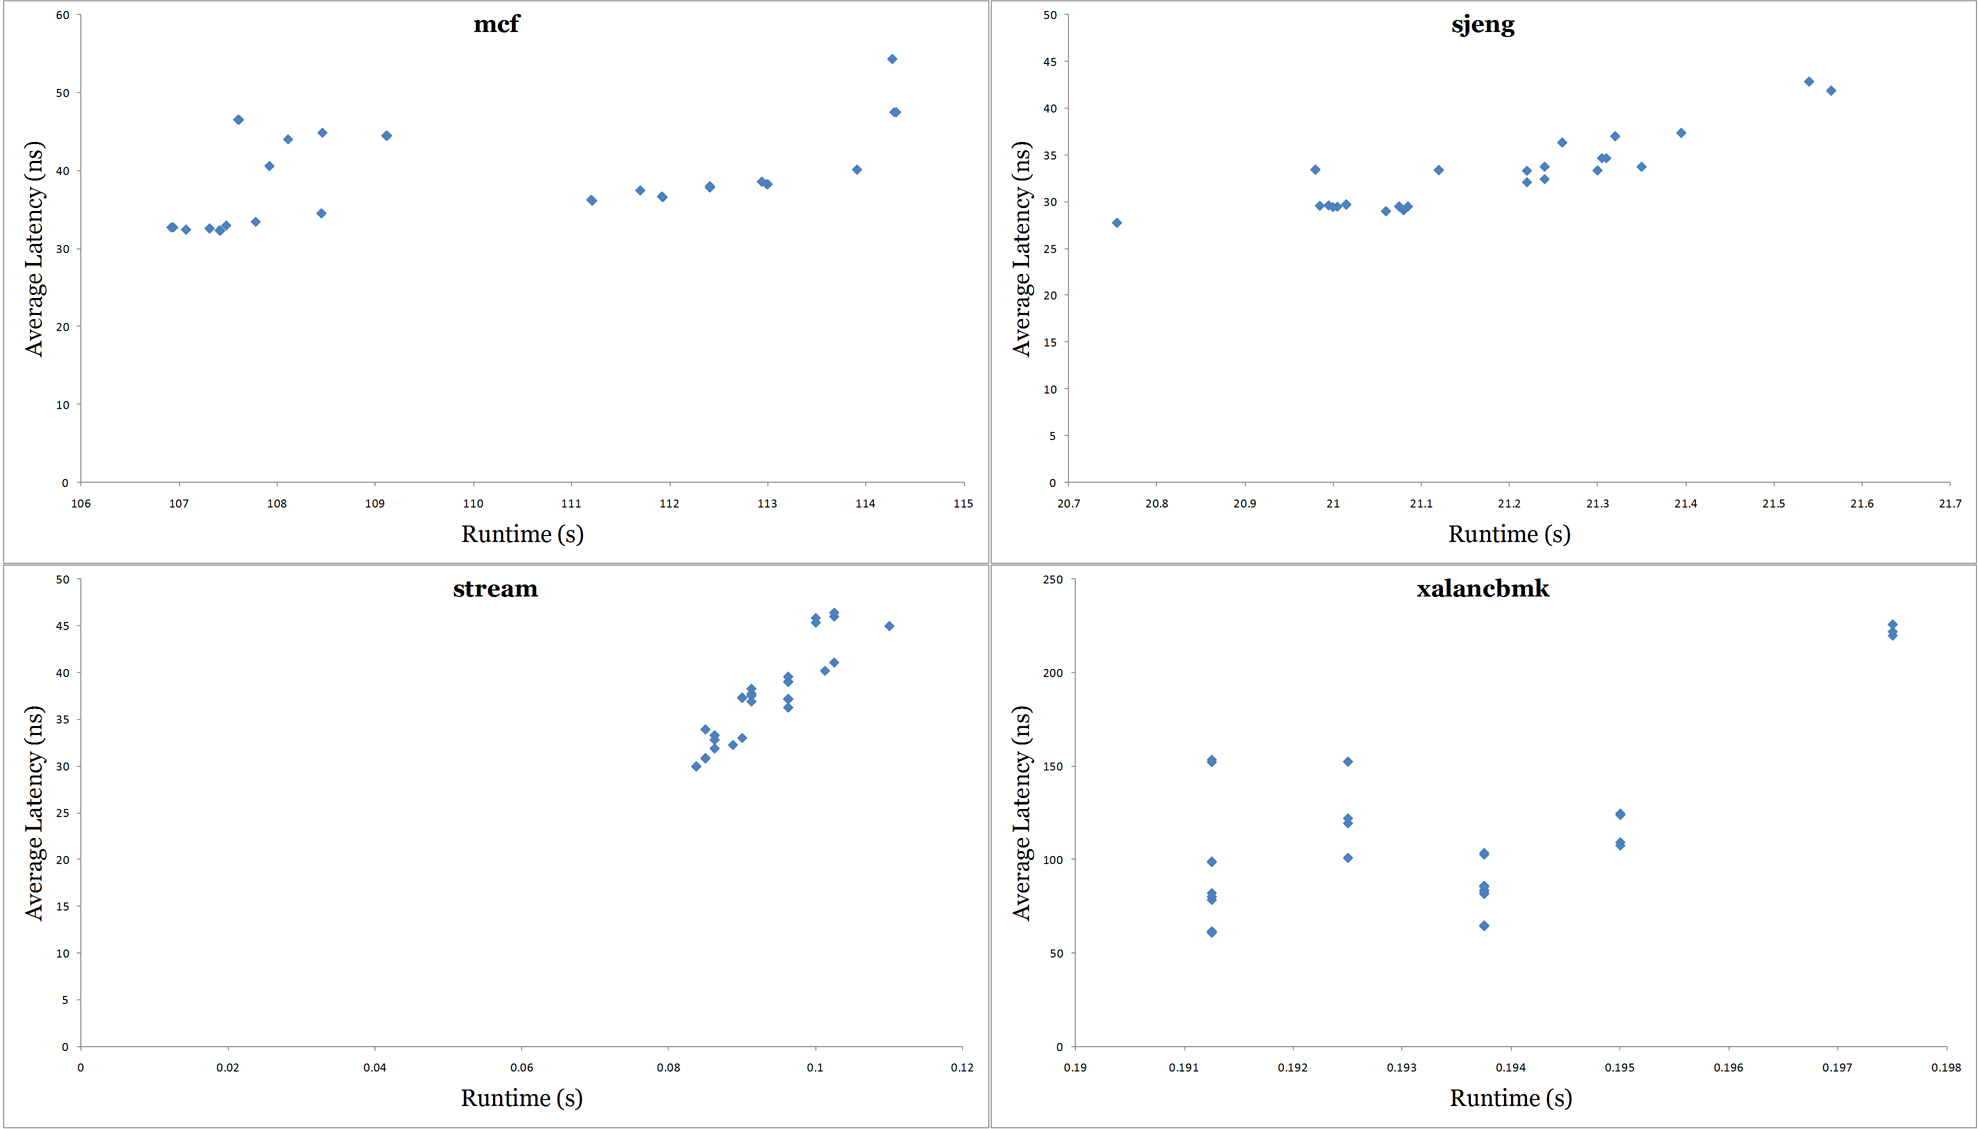 mcf
60
50
40
30
20
10
0
Average Latency (ns)
106 107 108 109 110 111 112 113 114 115
Runtime (s)
sjeng
50
45
40
35
30
25
20
15
10
5
0
Average Latency (ns)
20.7 20.8 20.9 21 21.1 21.2 21.3 21.4 21.5 21.6 21.7
Runtime (s)
stream
50
45
40
35
30
25
20
15
10
5
0
Average Latency (ns)
0 0.02 0.04 0.06 0.08 0.1 0.12
Runtime (s)
xalancbmk
250
200
150
100
50
0
Average Latency (ns)
0.19 0.191 0.192 0.193 0.194 0.195 0.196 0.197 0.198
Runtime (s)